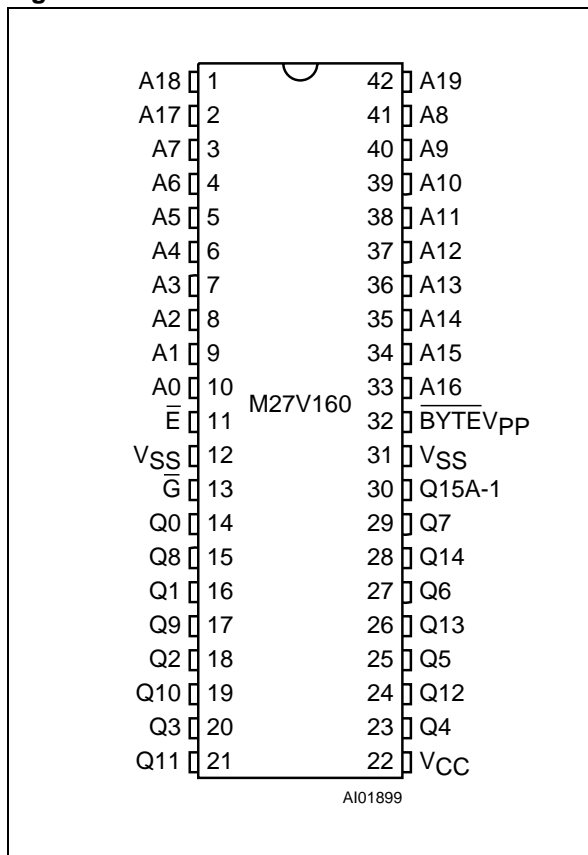 A18 1 42 A19
A17 2 41 A8
A7 3 40 A9
A6 4 39 A10
A5 5 38 A11
A4 6 37 A12
A3 7 36 A13
A2 8 35 A14
A1 9 34 A15
A0 10 33 A16
M27V160
E̅ 11 32 B̅Y̅T̅E̅VPP
VSS 12 31 VSS
G̅ 13 30 Q15A-1
Q0 14 29 Q7
Q8 15 28 Q14
Q1 16 27 Q6
Q9 17 26 Q13
Q2 18 25 Q5
Q10 19 24 Q12
Q3 20 23 Q4
Q11 21 22 VCC
AI01899